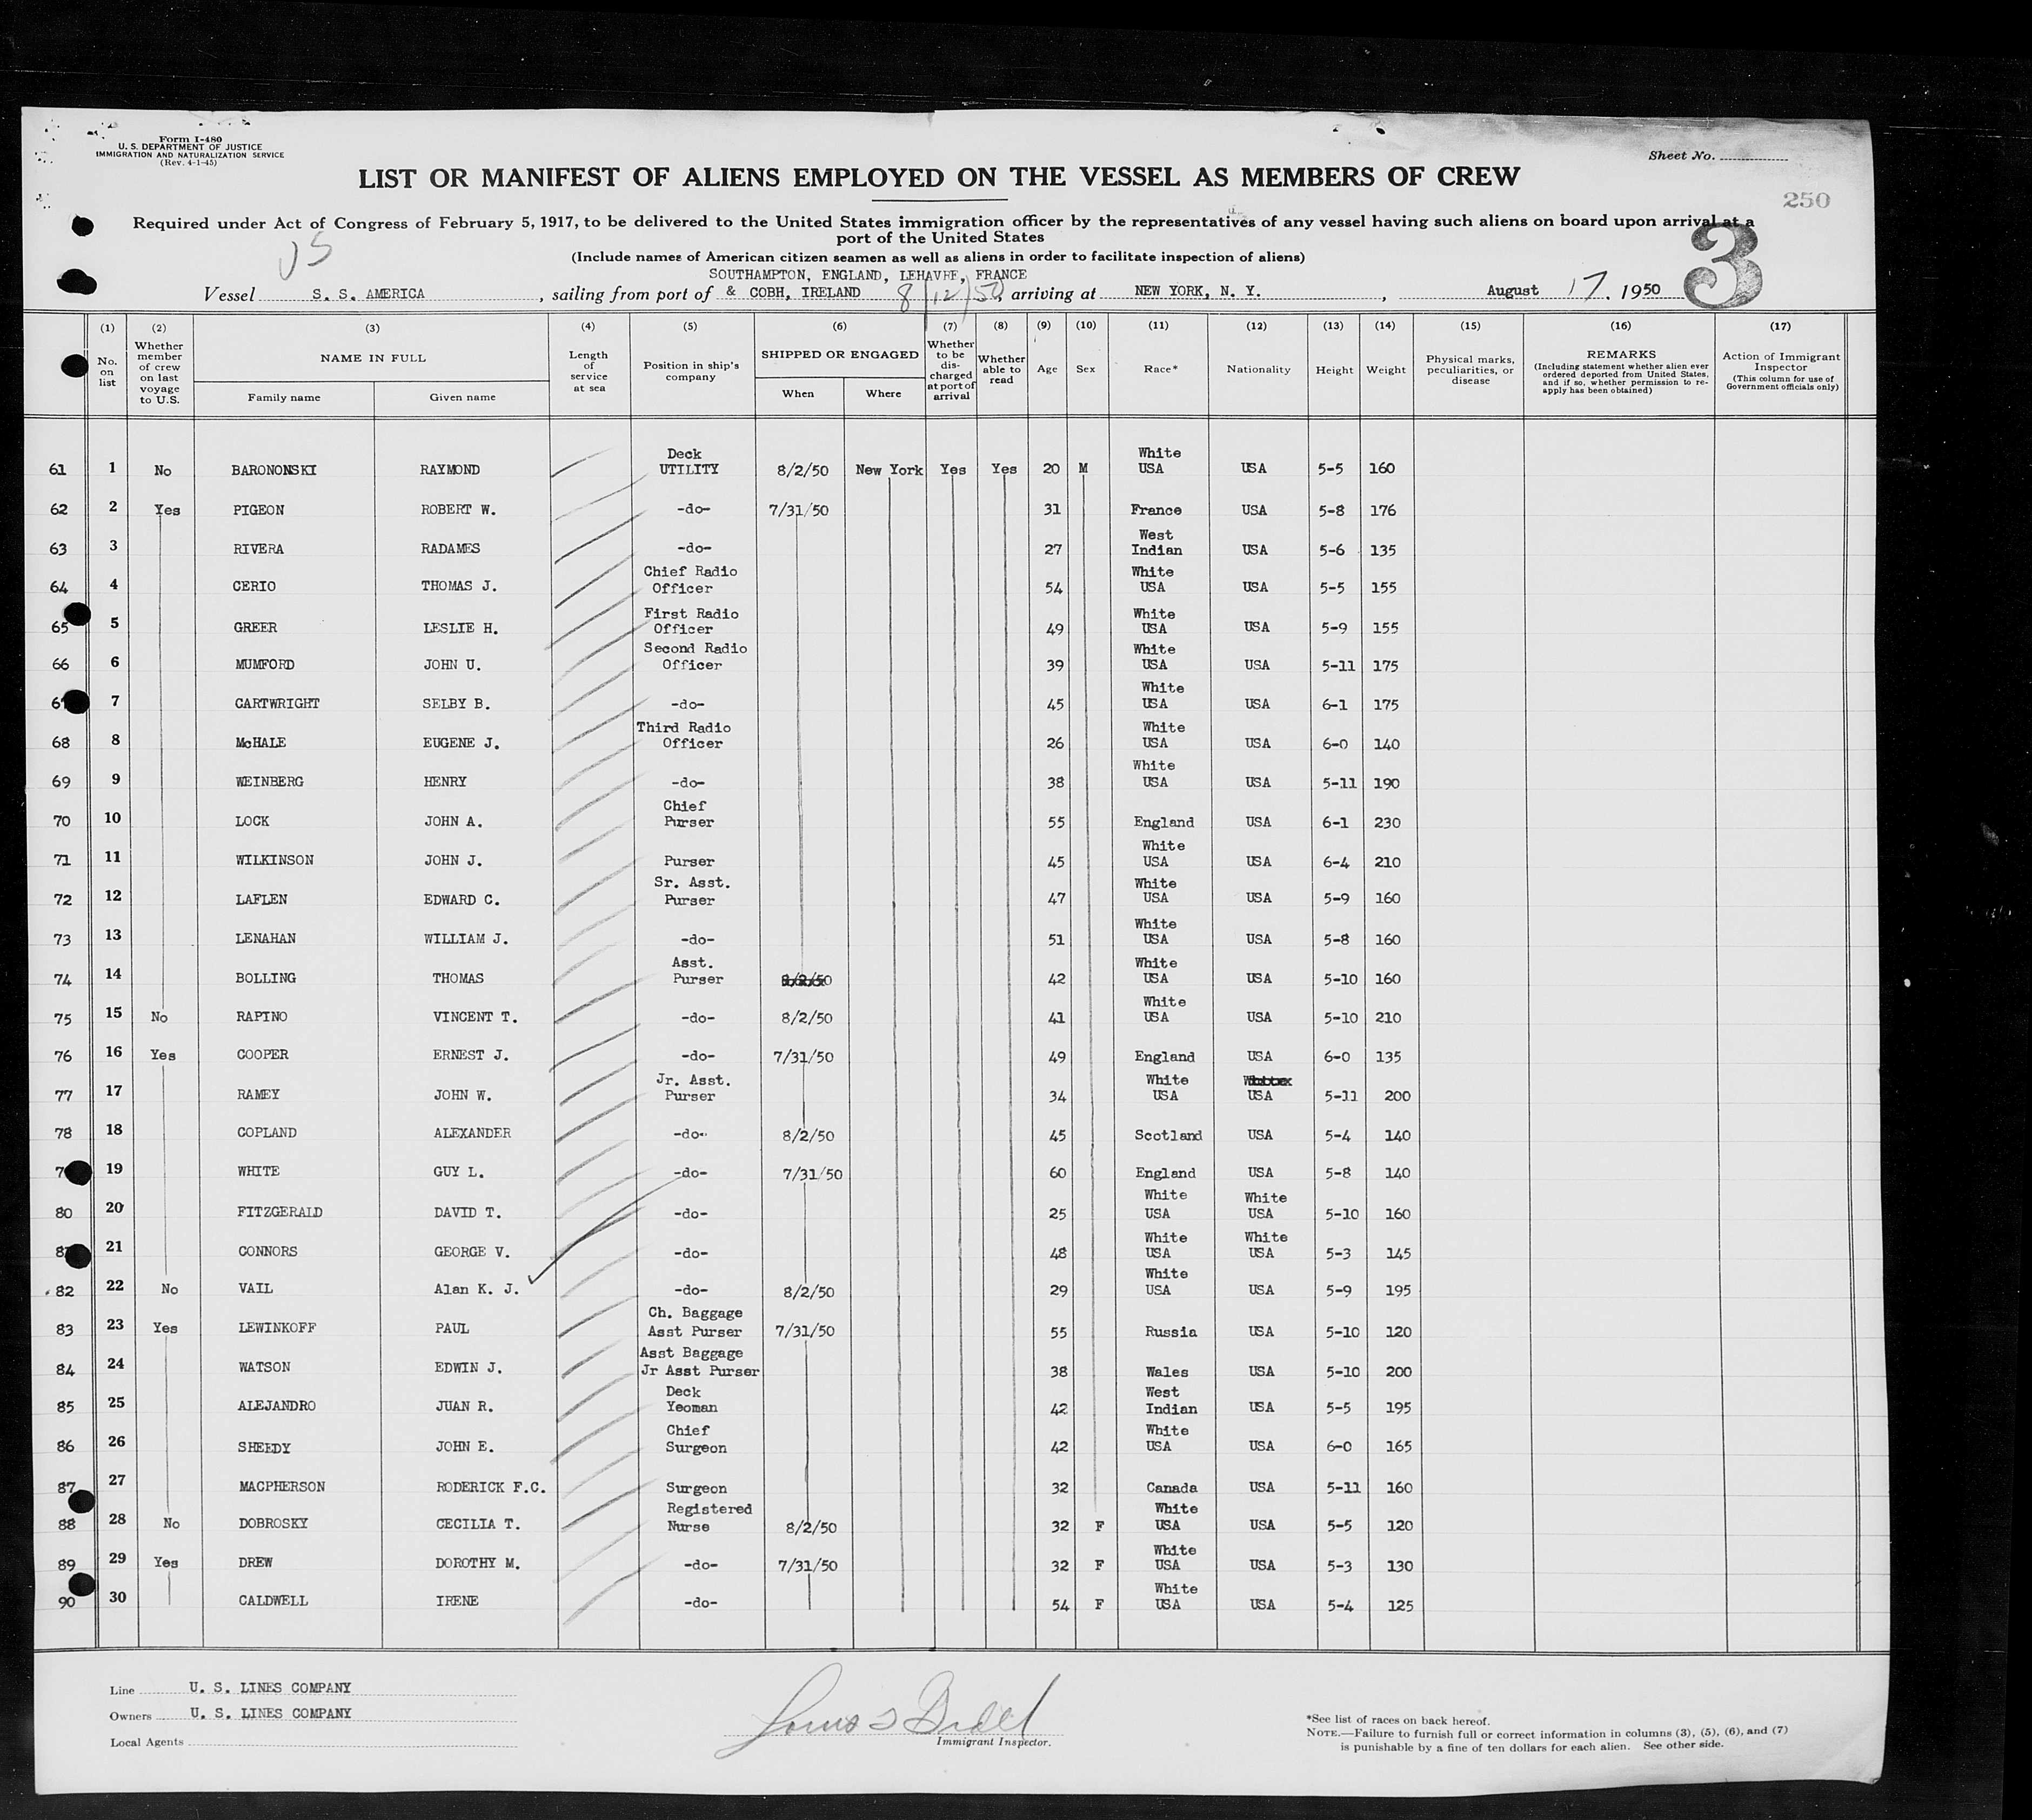 Form I-480
U. S. DEPARTMENT OF JUSTICE
IMMIGRATION AND NATURALIZATION SERVICE
(Rev. 4-1-45)
Sheet No.
LIST OR MANIFEST OF ALIENS EMPLOYED ON THE VESSEL AS MEMBERS OF CREW
250
Required under Act of Congress of February 5, 1917, to be delivered to the United States immigration officer by the representatives of any vessel having such aliens on board upon arrival at a
port of the United States
3
US
(Include names of American citizen seamen as well as aliens in order to facilitate inspection of aliens)
SOUTHAMPTON, ENGLAND, LEHAVRE, FRANCE
Vessel S. S. AMERICA, sailing from port of & COBH, IRELAND 8/12/50, arriving at NEW YORK, N. Y., August 17, 1950
(1) No. on list
(2) Whether member of crew on last voyage to U.S.
(3) NAME IN FULL
Family name
Given name
(4) Length of service at sea
(5) Position in ship's company
(6) SHIPPED OR ENGAGED
When
Where
(7) Whether to be discharged at port of arrival
(8) Whether able to read
(9) Age
(10) Sex
(11) Race*
(12) Nationality
(13) Height
(14) Weight
(15) Physical marks, peculiarities, or disease
(16) REMARKS (Including statement whether alien ever ordered deported from United States, and if so, whether permission to reapply has been obtained)
(17) Action of Immigrant Inspector (This column for use of Government officials only)
61 1 No BARONONSKI RAYMOND Deck UTILITY 8/2/50 New York Yes Yes 20 M White USA USA 5-5 160
62 2 Yes PIGEON ROBERT W. -do- 7/31/50 31 France USA 5-8 176
63 3 RIVERA RADAMES -do- 27 West Indian USA 5-6 135
64 4 CERIO THOMAS J. Chief Radio Officer 54 White USA USA 5-5 155
65 5 GREER LESLIE H. First Radio Officer 49 White USA USA 5-9 155
66 6 MUMFORD JOHN U. Second Radio Officer 39 White USA USA 5-11 175
67 7 CARTWRIGHT SELBY B. -do- 45 White USA USA 6-1 175
68 8 McHALE EUGENE J. Third Radio Officer 26 White USA USA 6-0 140
69 9 WEINBERG HENRY -do- 38 White USA USA 5-11 190
70 10 LOCK JOHN A. Chief Purser 55 England USA 6-1 230
71 11 WILKINSON JOHN J. Purser 45 White USA USA 6-4 210
72 12 LAFLEN EDWARD C. Sr. Asst. Purser 47 White USA USA 5-9 160
73 13 LENAHAN WILLIAM J. -do- 51 White USA USA 5-8 160
74 14 BOLLING THOMAS Asst. Purser 8/2/50 42 White USA USA 5-10 160
75 15 No RAPINO VINCENT T. -do- 8/2/50 41 White USA USA 5-10 210
76 16 Yes COOPER ERNEST J. -do- 7/31/50 49 England USA 6-0 135
77 17 RAMEY JOHN W. Jr. Asst. Purser 34 White USA USA 5-11 200
78 18 COPLAND ALEXANDER -do- 8/2/50 45 Scotland USA 5-4 140
7 19 WHITE GUY L. -do- 7/31/50 60 England USA 5-8 140
80 20 FITZGERALD DAVID T. -do- 25 White USA White USA 5-10 160
8 21 CONNORS GEORGE V. -do- 48 White USA White USA 5-3 145
82 22 No VAIL Alan K. J. -do- 8/2/50 29 White USA USA 5-9 195
83 23 Yes LEWINKOFF PAUL Ch. Baggage Asst Purser 7/31/50 55 Russia USA 5-10 120
84 24 WATSON EDWIN J. Asst Baggage Jr Asst Purser 38 Wales USA 5-10 200
85 25 ALEJANDRO JUAN R. Deck Yeoman 42 West Indian USA 5-5 195
86 26 SHEEDY JOHN E. Chief Surgeon 42 White USA USA 6-0 165
87 27 MACPHERSON RODERICK F.C. Surgeon 32 Canada USA 5-11 160
88 28 No DOBROSKY CECILIA T. Registered Nurse 8/2/50 32 F White USA USA 5-5 120
89 29 Yes DREW DOROTHY M. -do- 7/31/50 32 F White USA USA 5-3 130
90 30 CALDWELL IRENE -do- 54 F White USA USA 5-4 125
Line U. S. LINES COMPANY
Owners U. S. LINES COMPANY
Local Agents
Immigrant Inspector.
*See list of races on back hereof.
NOTE.—Failure to furnish full or correct information in columns (3), (5), (6), and (7)
is punishable by a fine of ten dollars for each alien. See other side.